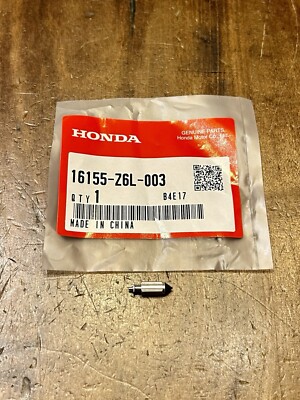 GENUINE PARTS
Honda Motor Co., Ltd.
HONDA
16155-Z6L-003
QTY 1 B4E17
MADE IN CHINA